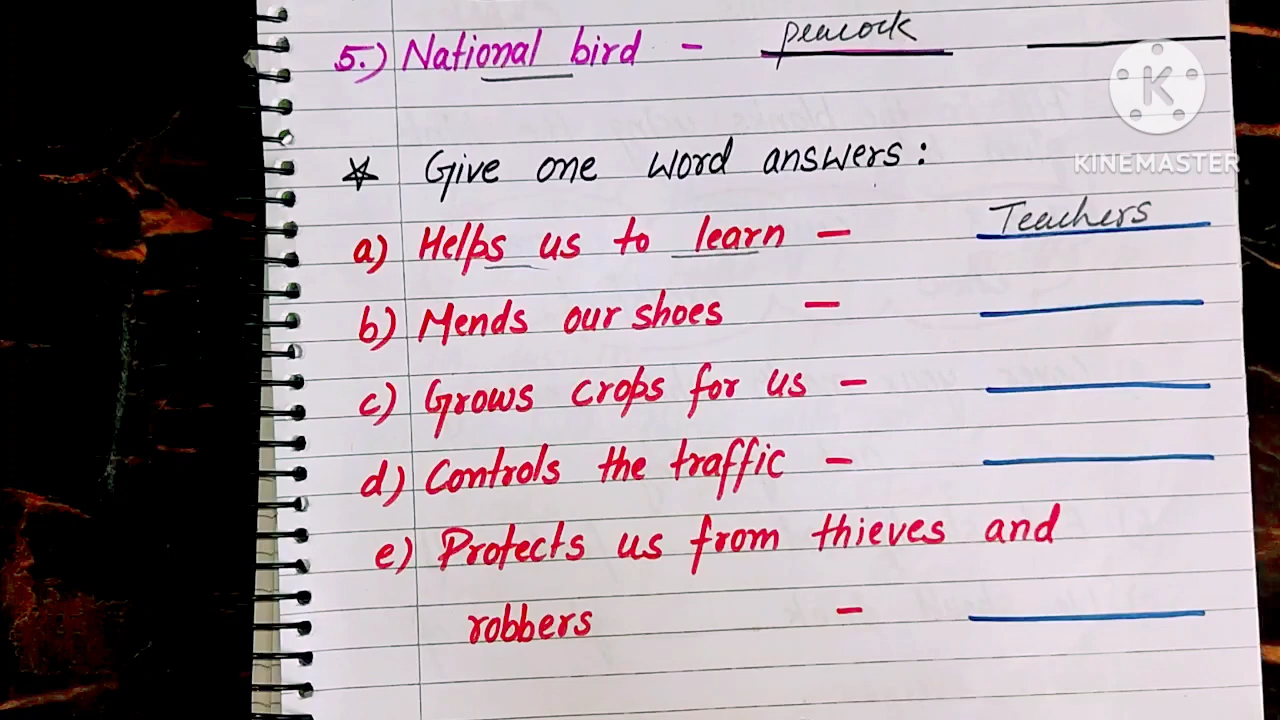 5.) National bird - peacock
K
KINEMASTER
☆ Give one word answers:
a) Helps us to learn - Teachers
b) Mends our shoes -
c) Grows crops for us -
d) Controls the traffic -
e) Protects us from thieves and
robbers -